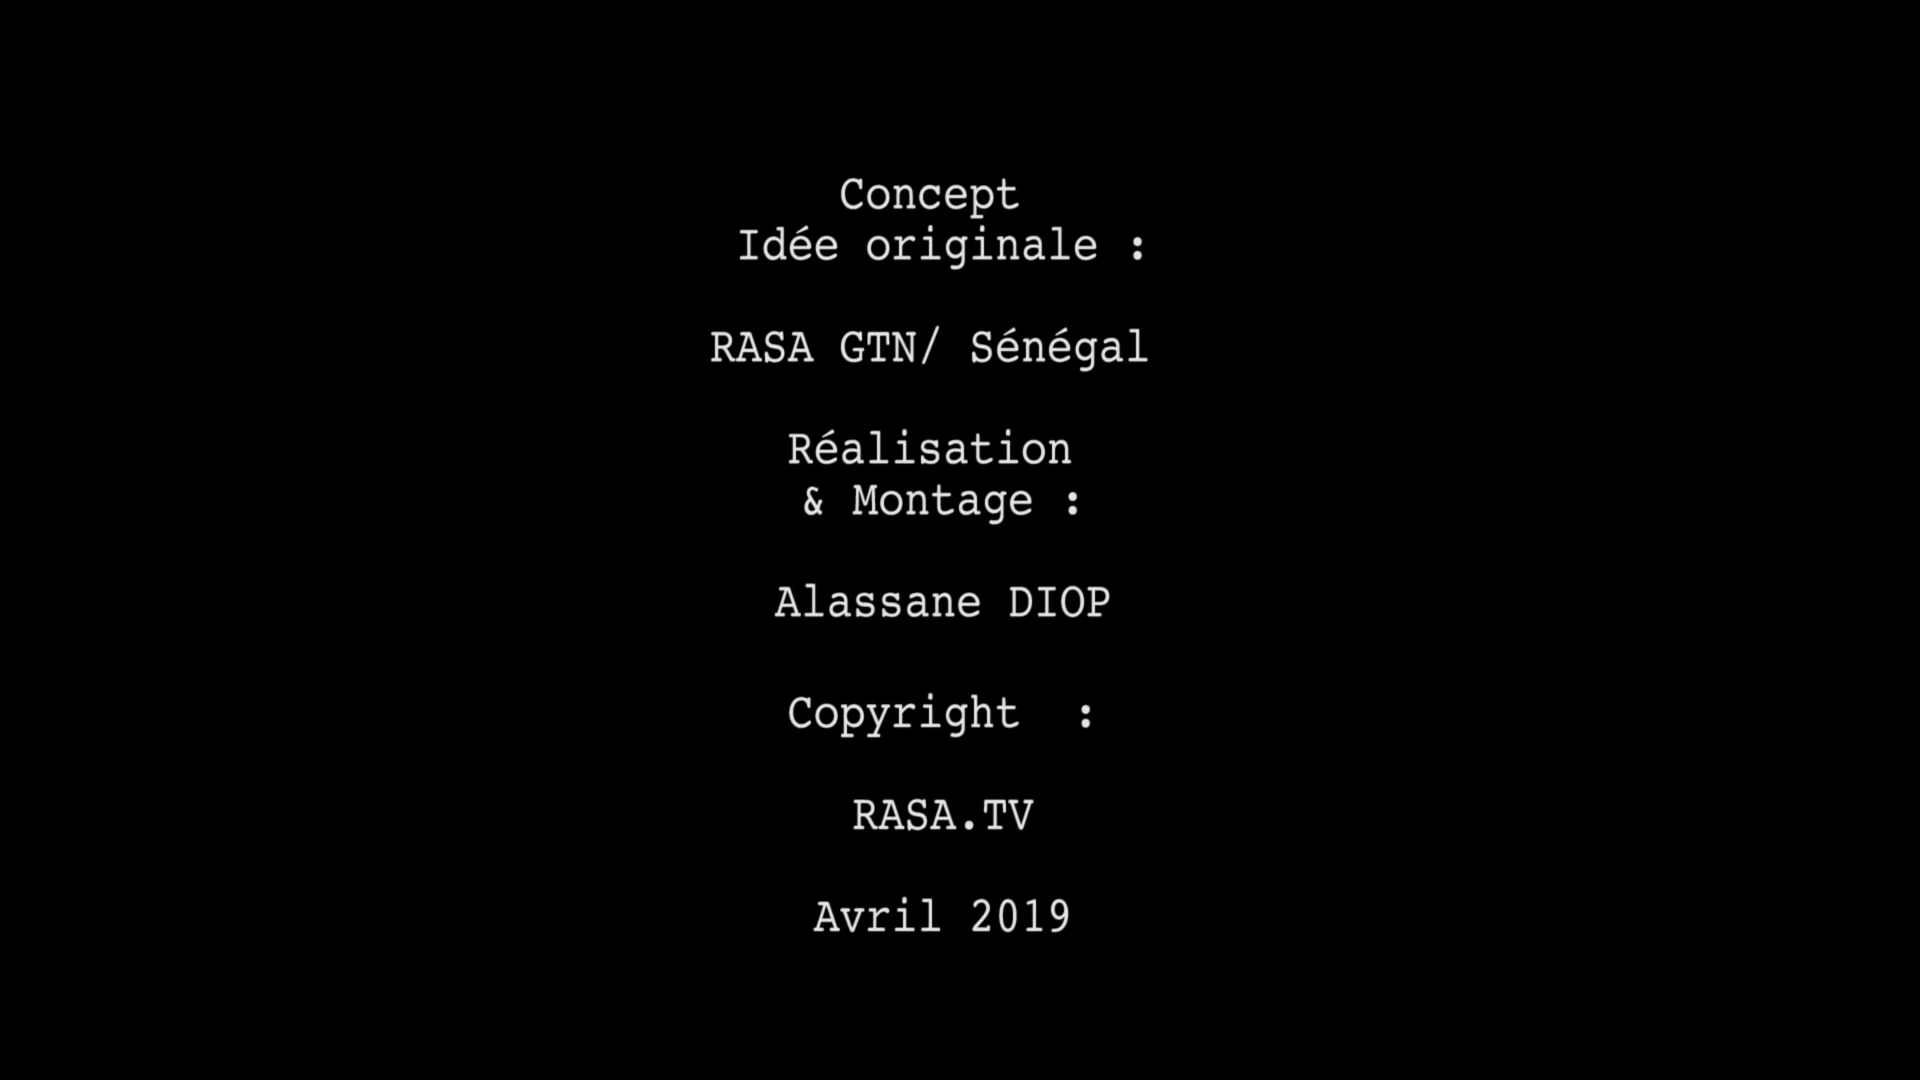 Concept
Idée originale :
RASA GTN/ Sénégal
Réalisation
& Montage :
Alassane DIOP
Copyright  :
RASA.TV
Avril 2019